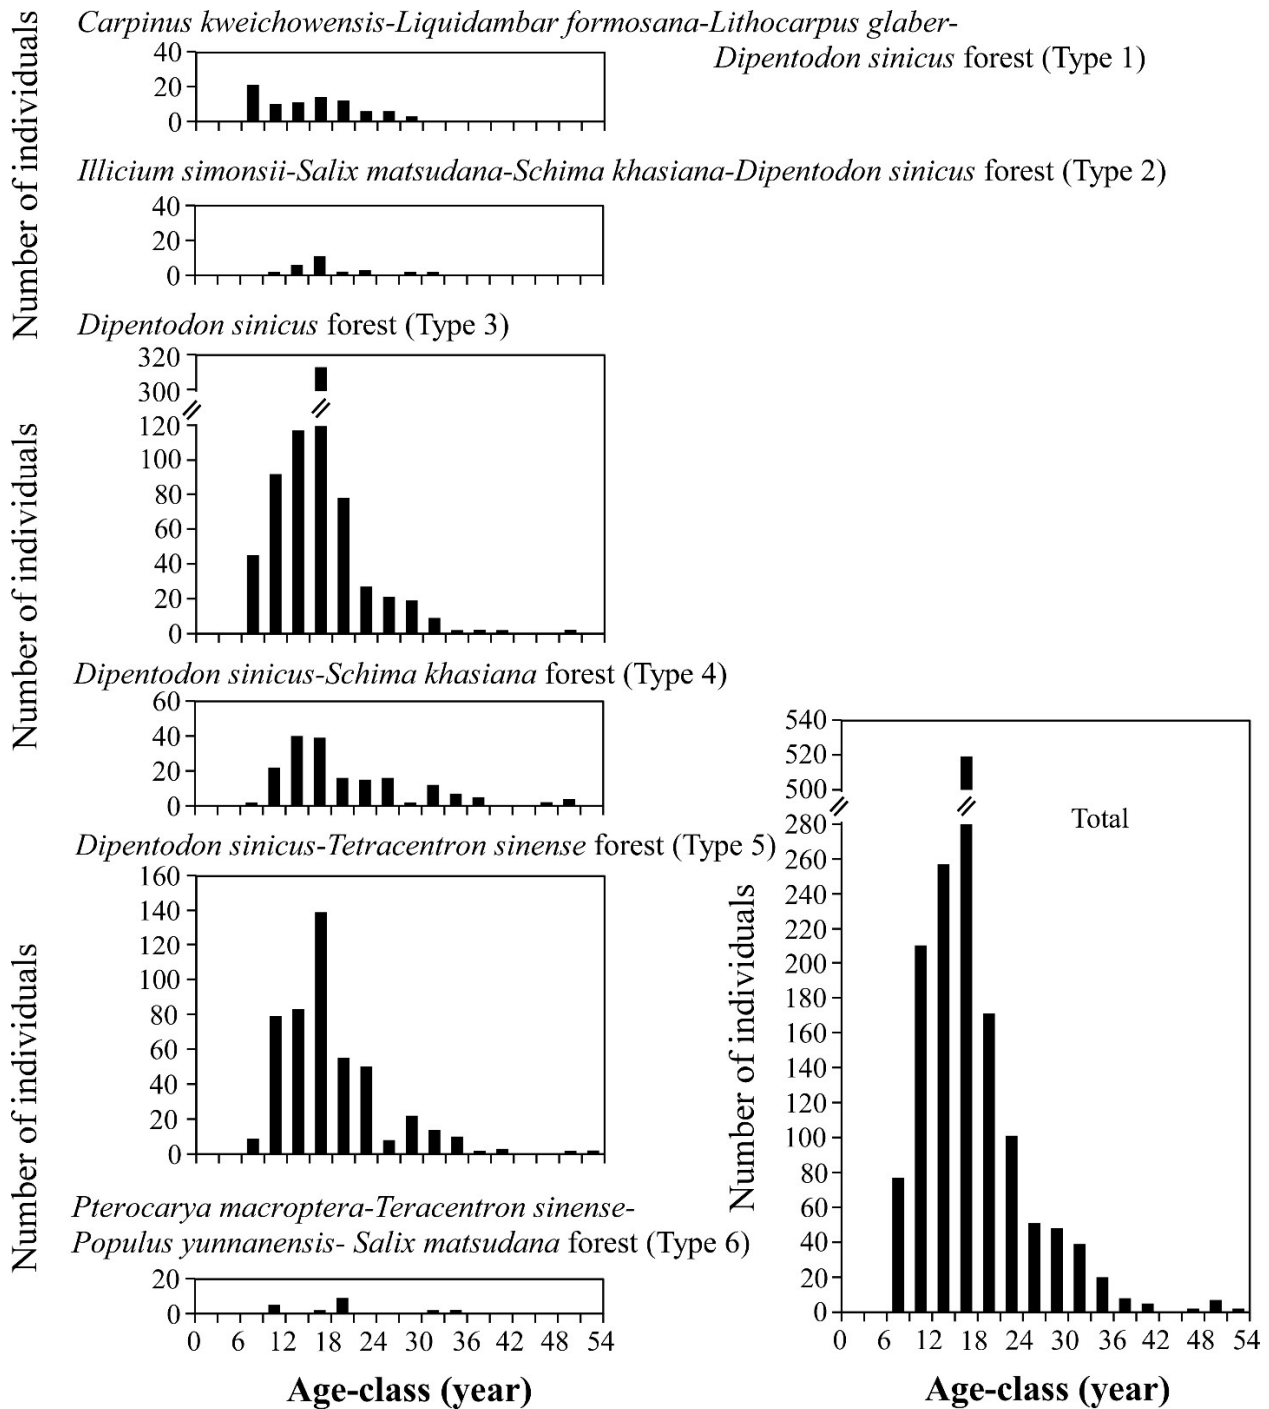 Carpinus kweichowensis-Liquidambar formosana-Lithocarpus glaber-
Dipentodon sinicus forest (Type 1)
Number of individuals
40
20
0
Illicium simonsii-Salix matsudana-Schima khasiana-Dipentodon sinicus forest (Type 2)
40
20
0
Dipentodon sinicus forest (Type 3)
Number of individuals
320
300
120
100
80
60
40
20
0
Dipentodon sinicus-Schima khasiana forest (Type 4)
60
40
20
0
Dipentodon sinicus-Tetracentron sinense forest (Type 5)
Number of individuals
160
140
120
100
80
60
40
20
0
Pterocarya macroptera-Teracentron sinense-
Populus yunnanensis- Salix matsudana forest (Type 6)
20
0
0 6 12 18 24 30 36 42 48 54
Age-class (year)
Total
Number of individuals
540
520
500
280
260
240
220
200
180
160
140
120
100
80
60
40
20
0
0 6 12 18 24 30 36 42 48 54
Age-class (year)